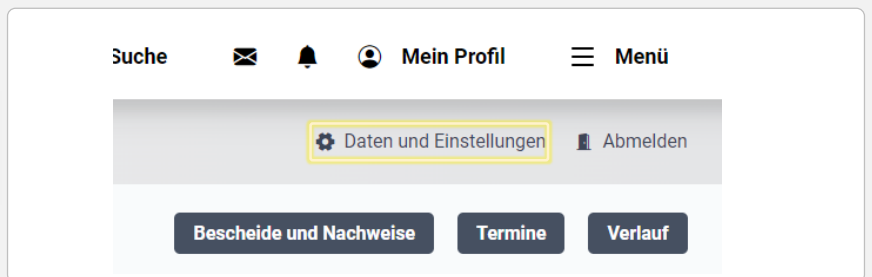 Suche Mein Profil Menü
Daten und Einstellungen Abmelden
Bescheide und Nachweise Termine Verlauf